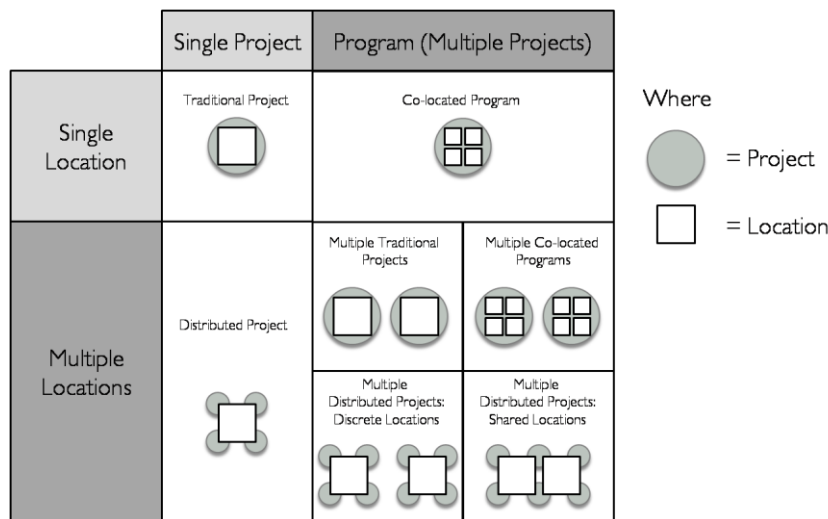 Single Project
Program (Multiple Projects)
Single
Location
Traditional Project
Co-located Program
Where
= Project
= Location
Multiple
Locations
Distributed Project
Multiple Traditional
Projects
Multiple Co-located
Programs
Multiple
Distributed Projects:
Discrete Locations
Multiple
Distributed Projects:
Shared Locations